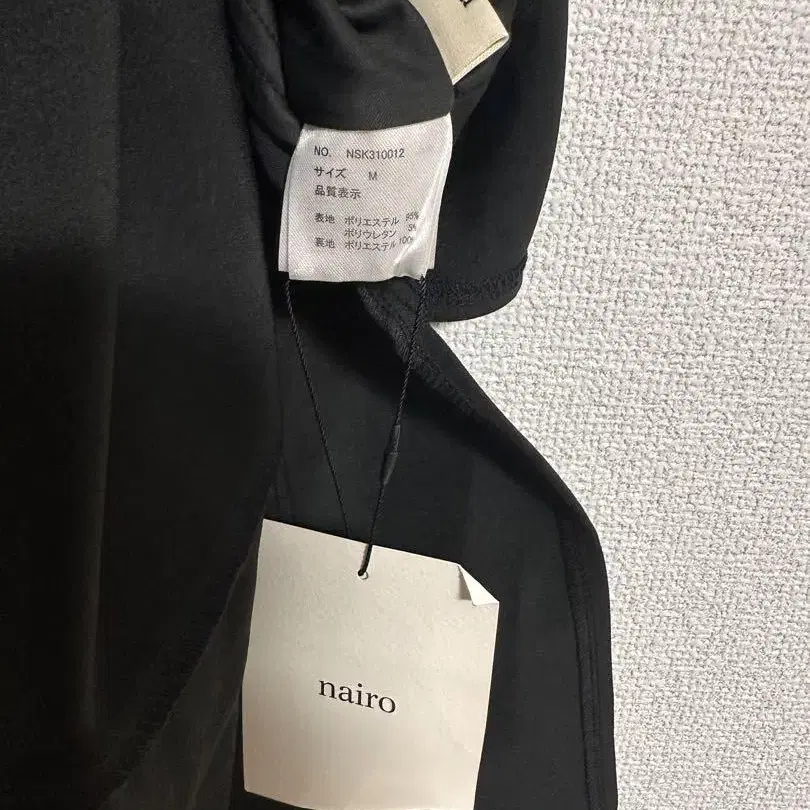 NO. NSK310012
サイズ M
品質表示
表地 ポリエステル 95%
ポリウレタン 5%
裏地 ポリエステル 100%
nairo